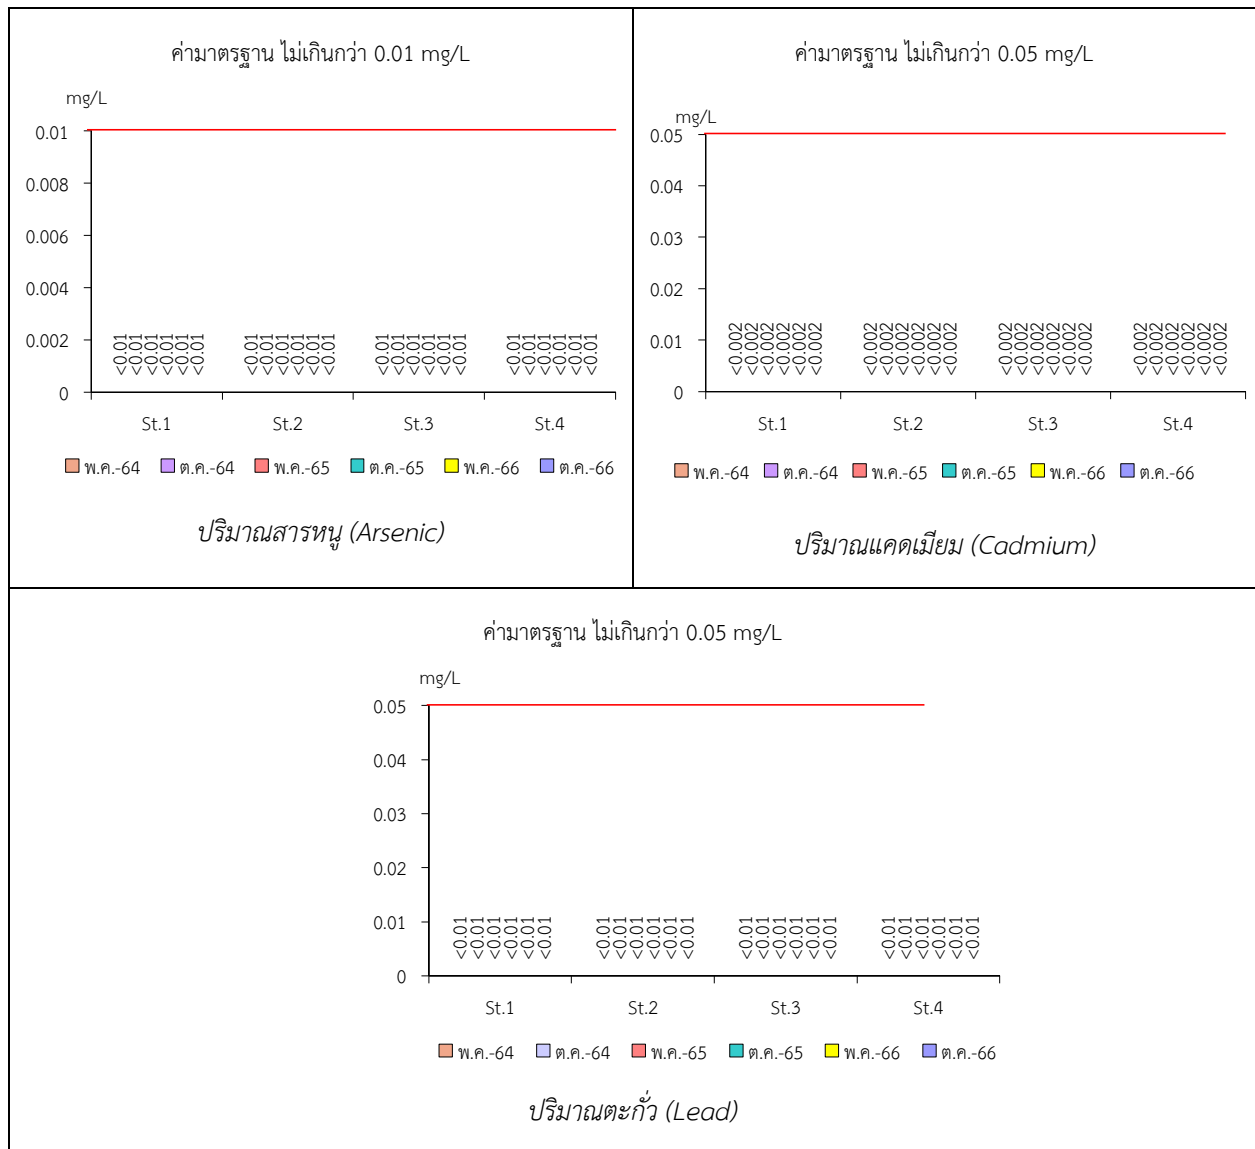 ค่ามาตรฐาน ไม่เกินกว่า 0.01 mg/L
mg/L
0.01
0.008
0.006
0.004
0.002
0
<0.01 <0.01 <0.01 <0.01 <0.01 <0.01
<0.01 <0.01 <0.01 <0.01 <0.01 <0.01
<0.01 <0.01 <0.01 <0.01 <0.01 <0.01
<0.01 <0.01 <0.01 <0.01 <0.01 <0.01
St.1 St.2 St.3 St.4
พ.ค.-64 ต.ค.-64 พ.ค.-65 ต.ค.-65 พ.ค.-66 ต.ค.-66
ปริมาณสารหนู (Arsenic)
ค่ามาตรฐาน ไม่เกินกว่า 0.05 mg/L
mg/L
0.05
0.04
0.03
0.02
0.01
0
<0.002 <0.002 <0.002 <0.002 <0.002 <0.002
<0.002 <0.002 <0.002 <0.002 <0.002 <0.002
<0.002 <0.002 <0.002 <0.002 <0.002 <0.002
<0.002 <0.002 <0.002 <0.002 <0.002 <0.002
St.1 St.2 St.3 St.4
พ.ค.-64 ต.ค.-64 พ.ค.-65 ต.ค.-65 พ.ค.-66 ต.ค.-66
ปริมาณแคดเมียม (Cadmium)
ค่ามาตรฐาน ไม่เกินกว่า 0.05 mg/L
mg/L
0.05
0.04
0.03
0.02
0.01
0
<0.01 <0.01 <0.01 <0.01 <0.01 <0.01
<0.01 <0.01 <0.01 <0.01 <0.01 <0.01
<0.01 <0.01 <0.01 <0.01 <0.01 <0.01
<0.01 <0.01 <0.01 <0.01 <0.01 <0.01
St.1 St.2 St.3 St.4
พ.ค.-64 ต.ค.-64 พ.ค.-65 ต.ค.-65 พ.ค.-66 ต.ค.-66
ปริมาณตะกั่ว (Lead)